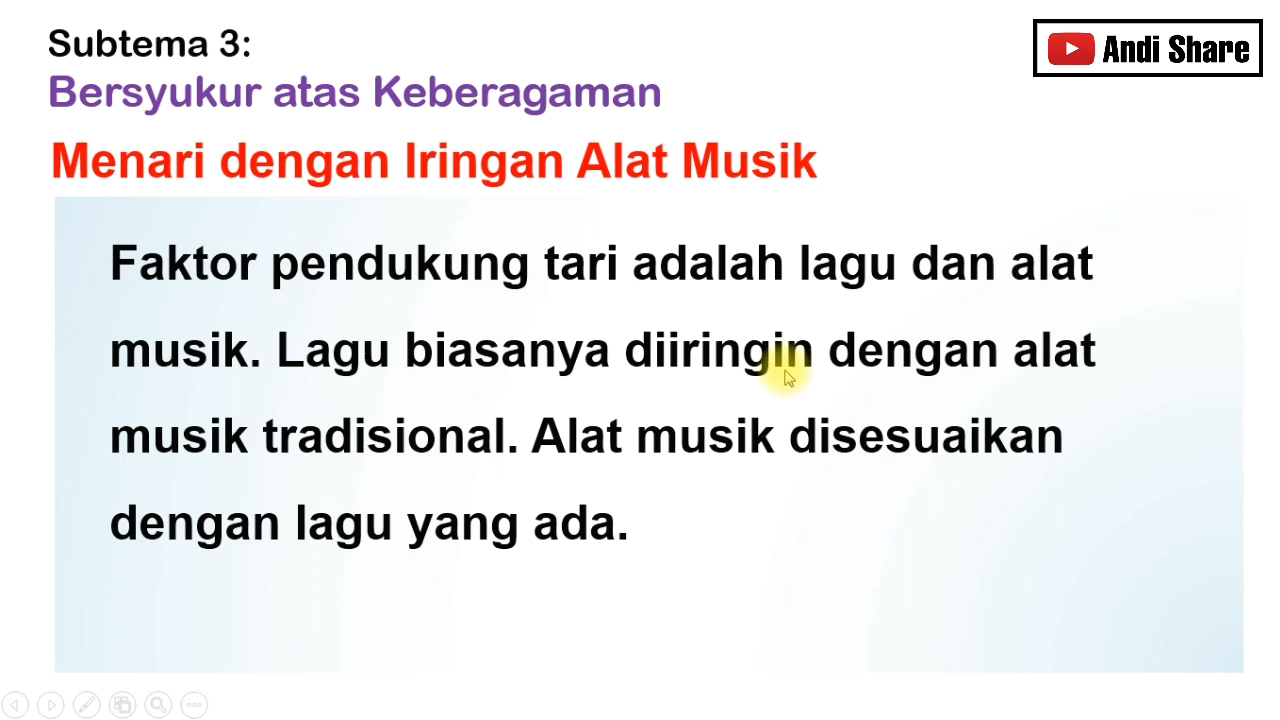 Subtema 3:
Andi Share
Bersyukur atas Keberagaman
Menari dengan Iringan Alat Musik
Faktor pendukung tari adalah lagu dan alat
musik. Lagu biasanya diiringin dengan alat
musik tradisional. Alat musik disesuaikan
dengan lagu yang ada.